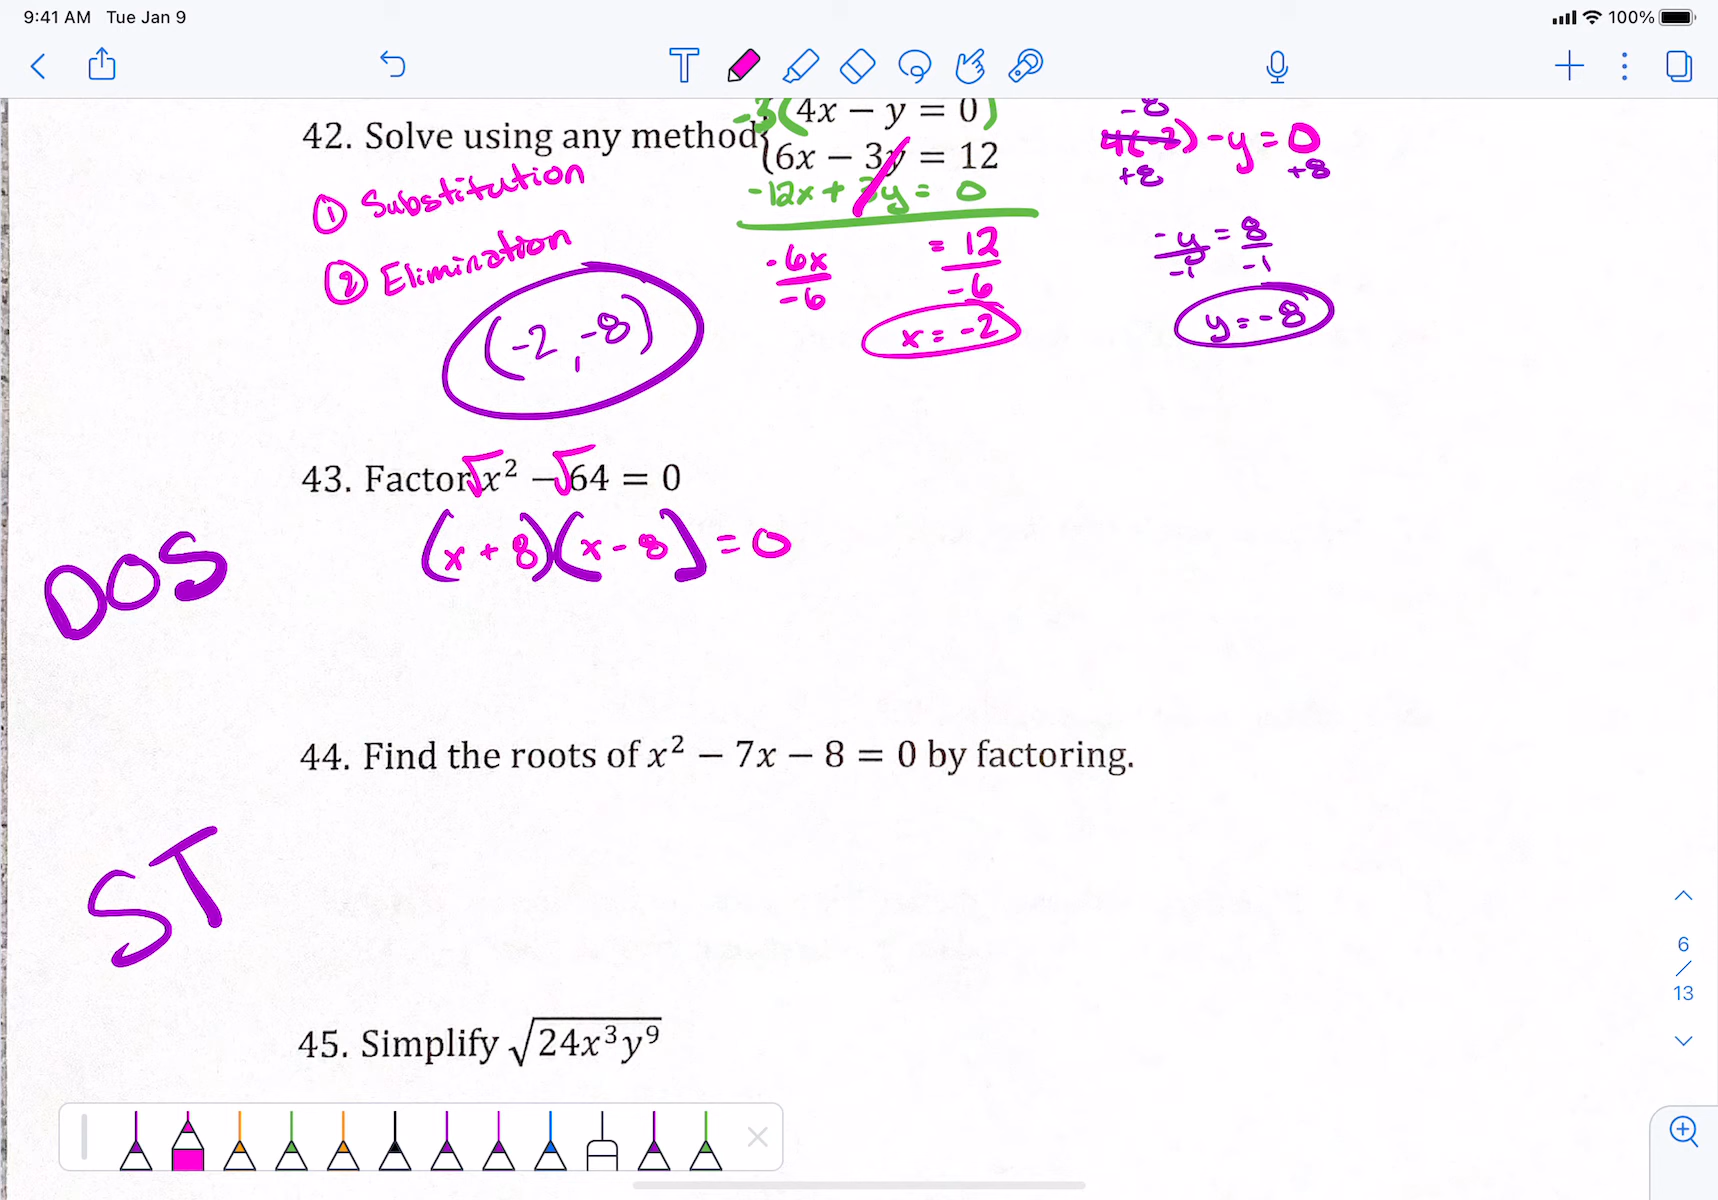 9:41 AM Tue Jan 9
100%
-3(4x − y = 0)
42. Solve using any method
6x − 3y = 12
-12x + 3y = 0
① Substitution
② Elimination
-6x = 12
-6 -6
x = -2
(-2, -8)
-8
4(-2) - y = 0
+8 +8
-y = 8
-1 -1
y = -8
43. Factor √x² − √64 = 0
(x + 8)(x - 8) = 0
DOS
44. Find the roots of x² − 7x − 8 = 0 by factoring.
ST
45. Simplify √24x³y⁹
6
/
13